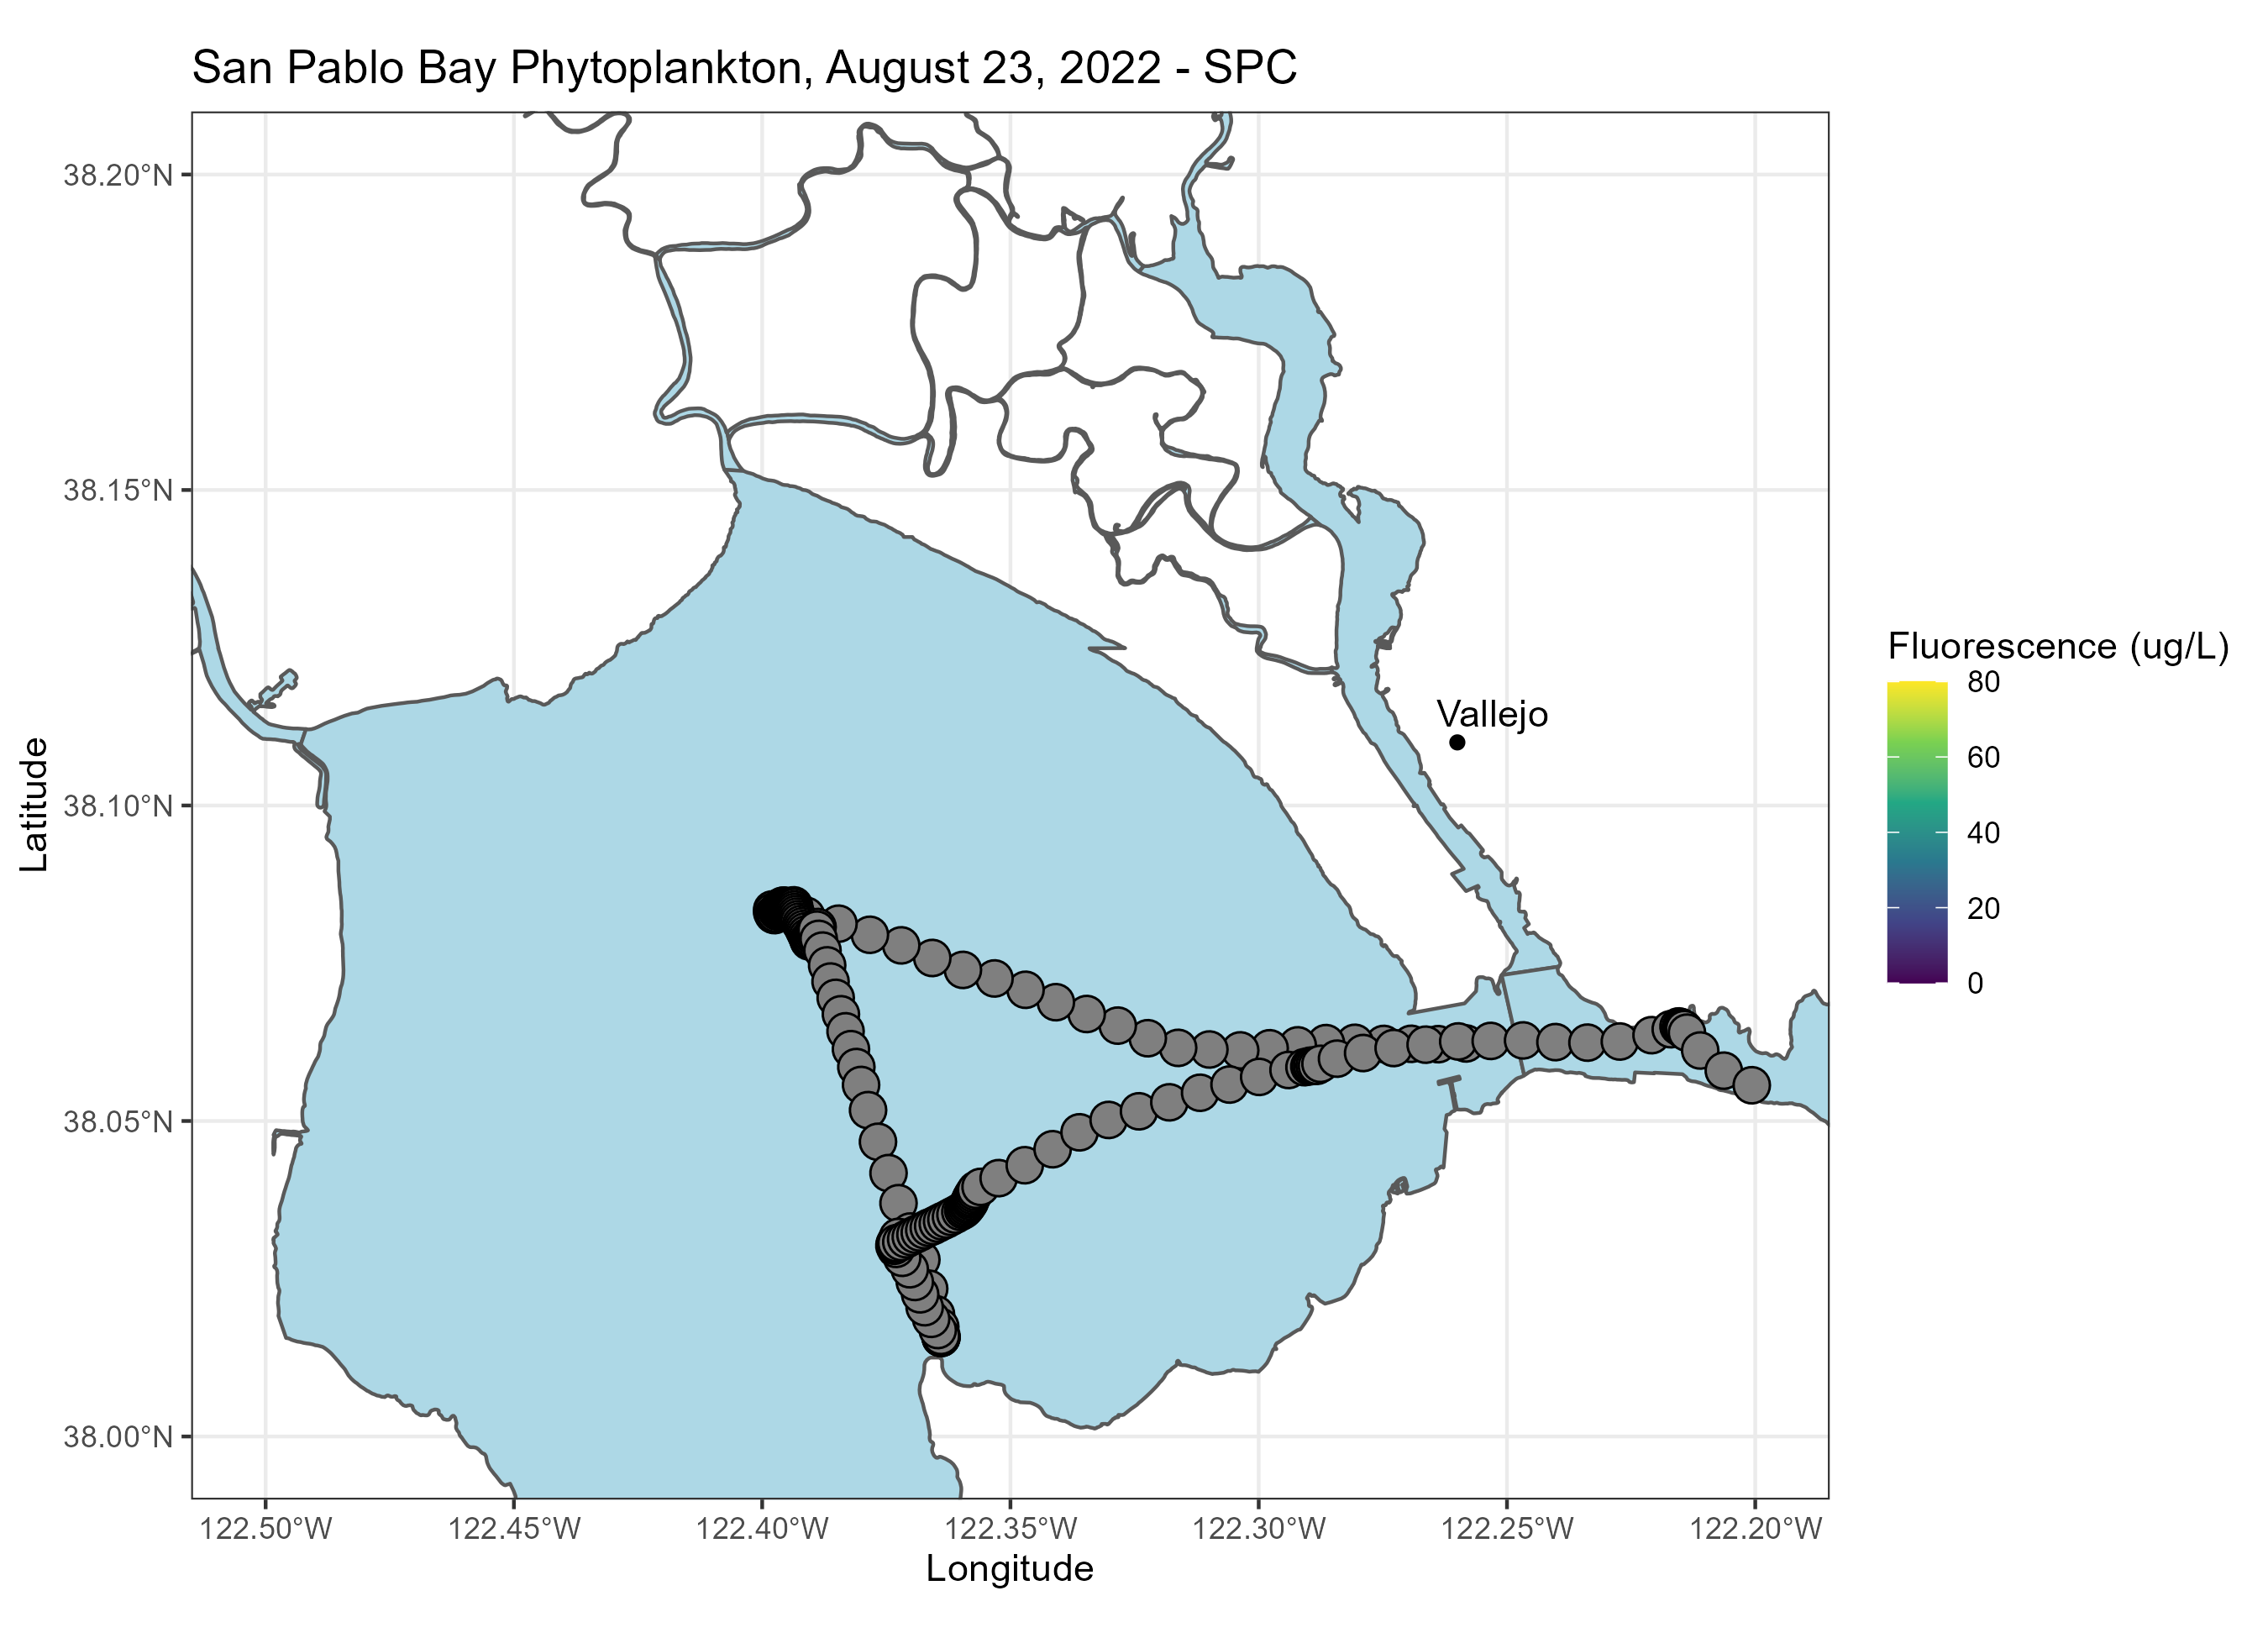 San Pablo Bay Phytoplankton, August 23, 2022 - SPC
38.20°N
38.15°N
38.10°N
38.05°N
38.00°N
Latitude
Vallejo
122.50°W
122.45°W
122.40°W
122.35°W
122.30°W
122.25°W
122.20°W
Longitude
Fluorescence (ug/L)
80
60
40
20
0